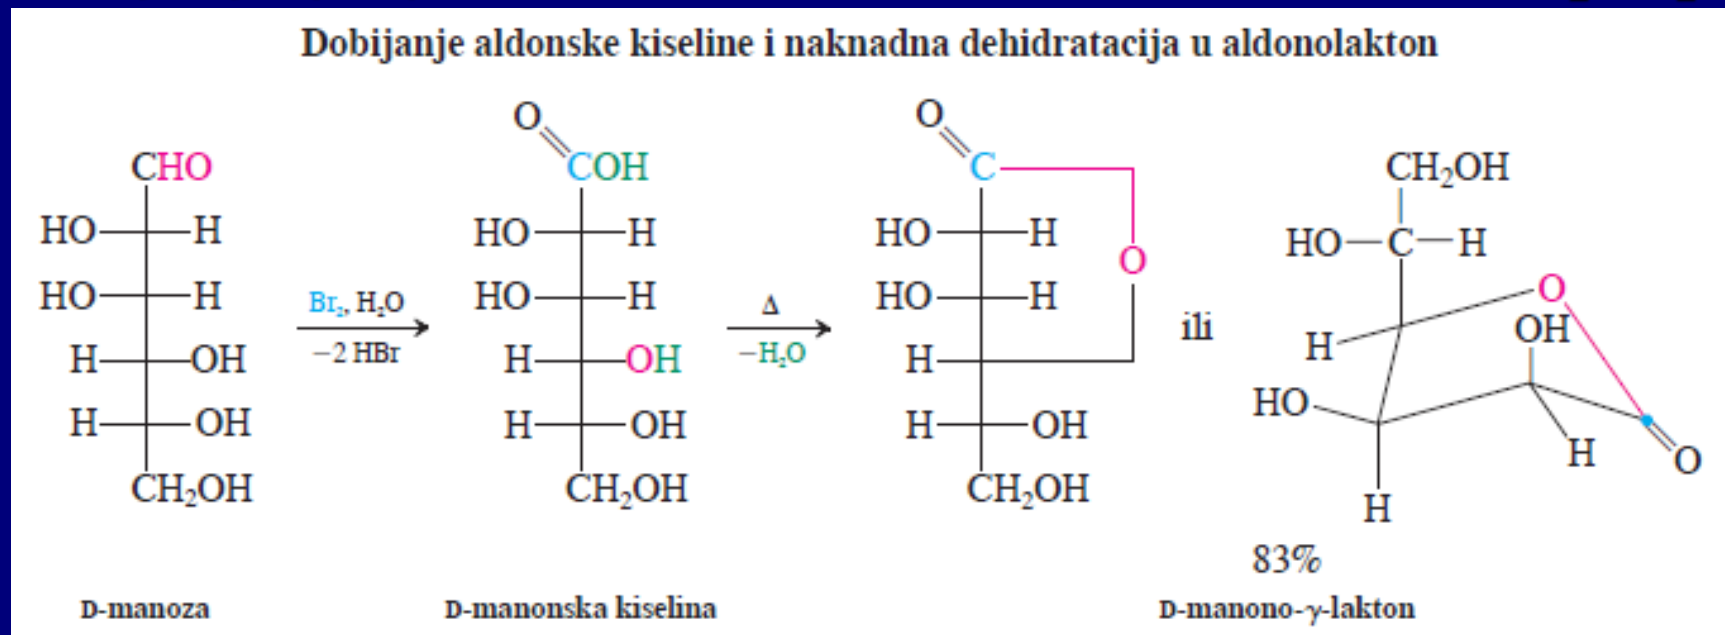 Dobijanje aldonske kiseline i naknadna dehidratacija u aldonolakton
CHO
HO H
HO H
H OH
H OH
CH₂OH
D-manoza
Br₂, H₂O
−2 HBr
O
COH
HO H
HO H
H OH
H OH
CH₂OH
D-manonska kiselina
Δ
−H₂O
O
C
HO H
O
HO H
H
H OH
CH₂OH
ili
CH₂OH
HO C H
O
OH
H
HO
H
O
H
83%
D-manono-γ-lakton